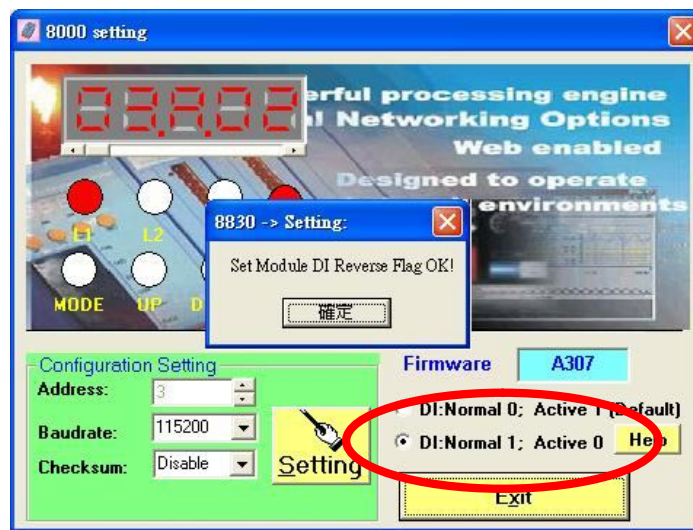 8000 setting
03.A.02
erful processing engine
l Networking Options
Web enabled
Designed to operate
environments
L1
L2
MODE
UP
D
8830 -> Setting:
Set Module DI Reverse Flag OK!
確定
Configuration Setting
Address:
3
Baudrate:
115200
Checksum:
Disable
Setting
Firmware
A307
DI:Normal 0; Active 1 (Default)
DI:Normal 1; Active 0
Help
Exit